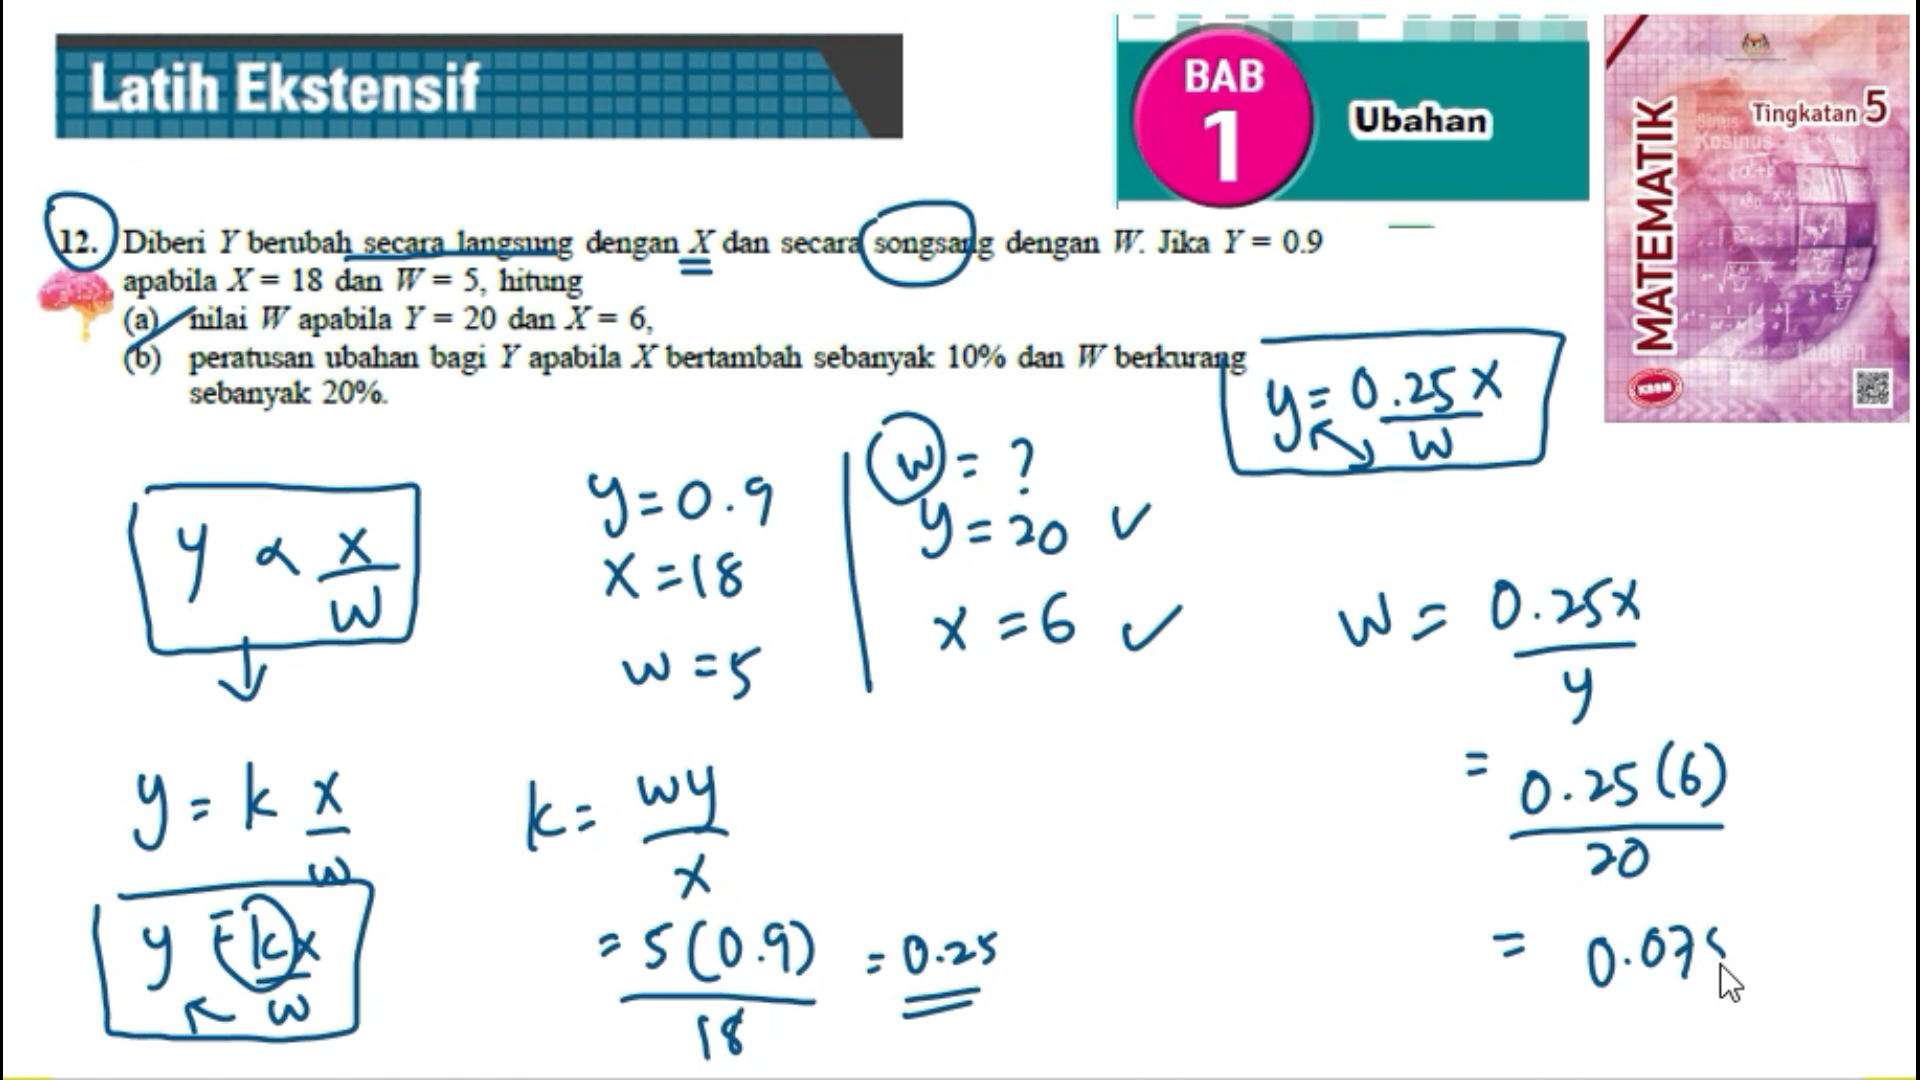 Latih Ekstensif
BAB
1
Ubahan
MATEMATIK
Tingkatan 5
Kosinus
tangen
KSSM
12. Diberi Y berubah secara langsung dengan X dan secara songsang dengan W. Jika Y = 0.9
apabila X = 18 dan W = 5, hitung
(a) nilai W apabila Y = 20 dan X = 6,
(b) peratusan ubahan bagi Y apabila X bertambah sebanyak 10% dan W berkurang
sebanyak 20%.
y = 0.25x
w
y ∝ x
w
y = 0.9
x = 18
w = 5
w = ?
y = 20 ✓
x = 6 ✓
y = k x
w
y = kx
w
k = wy
x
= 5(0.9) = 0.25
18
w = 0.25x
y
= 0.25(6)
20
= 0.075